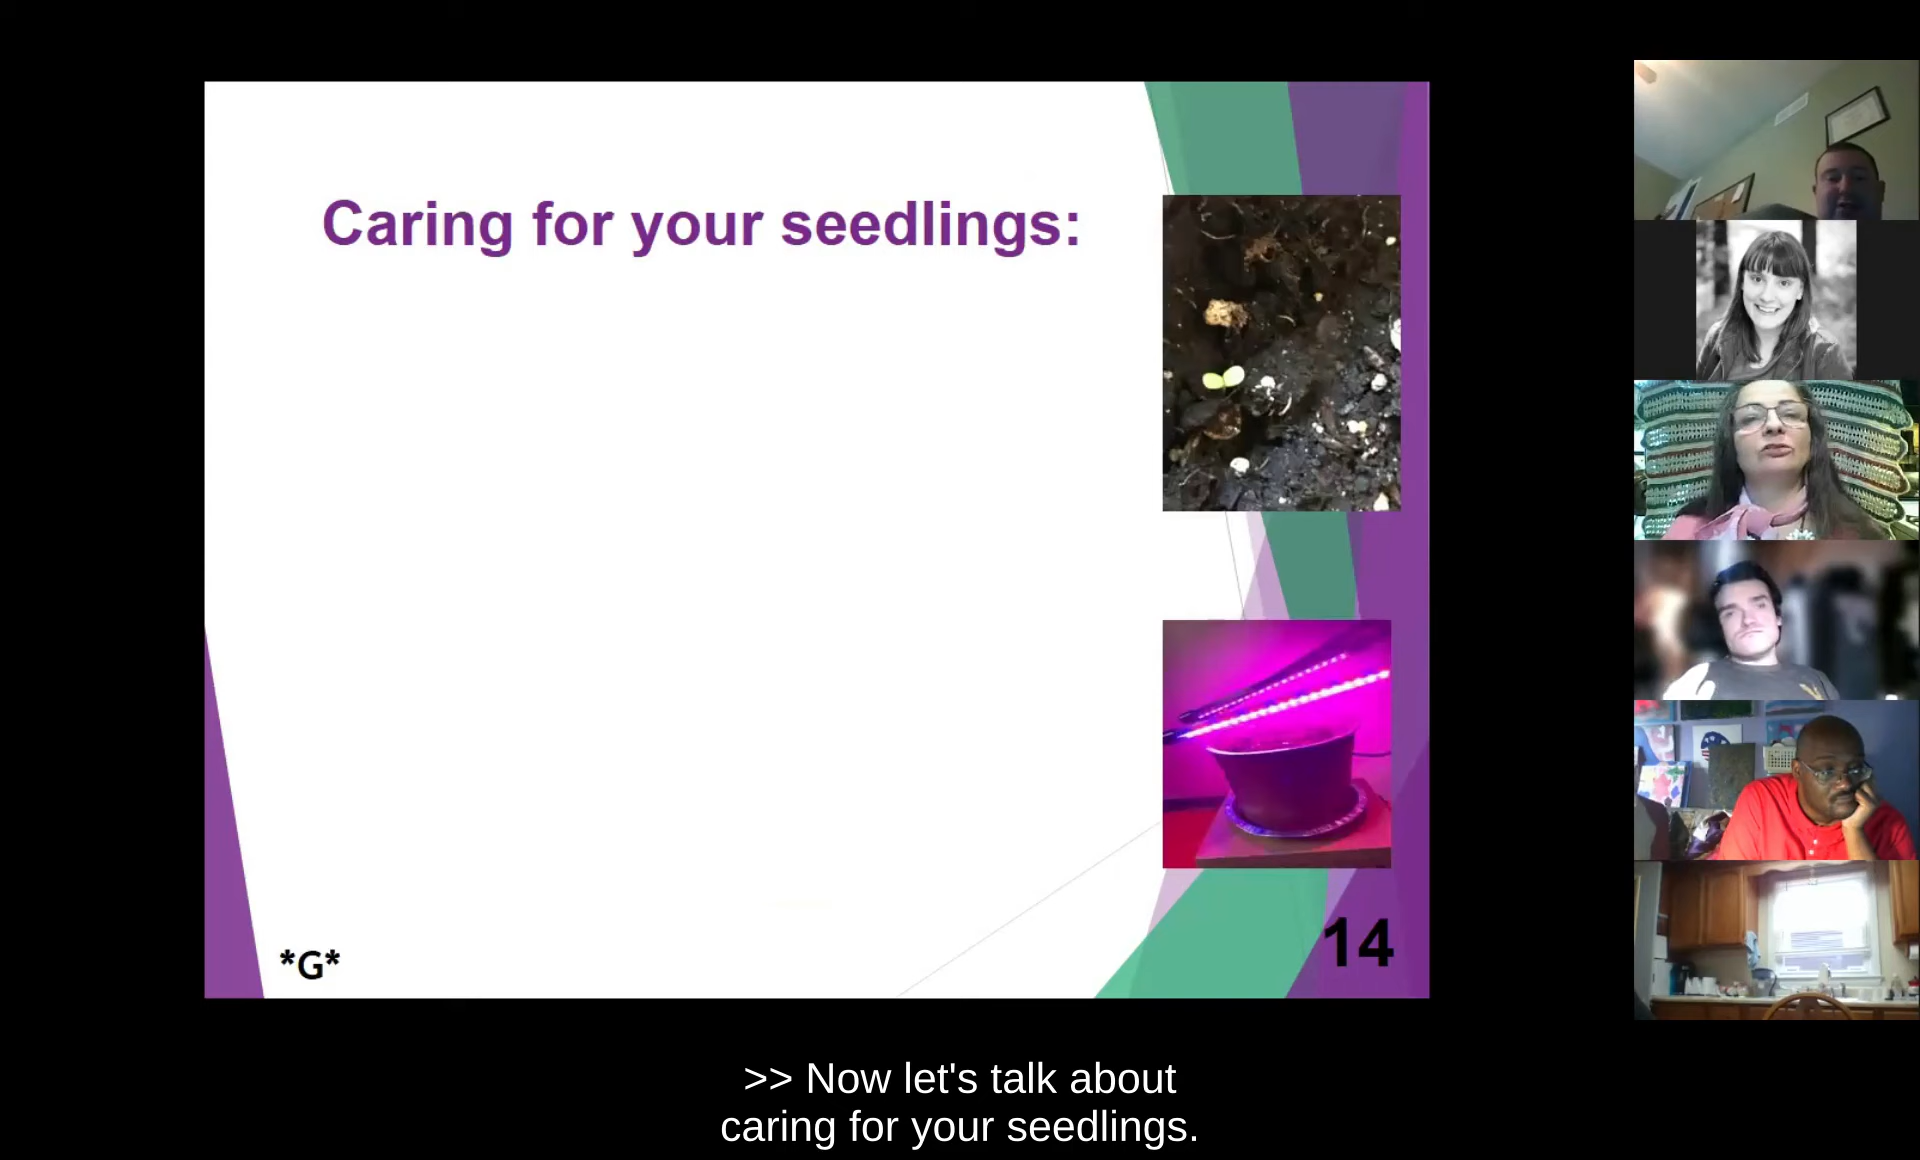 Caring for your seedlings:
*G*
14
>> Now let's talk about
caring for your seedlings.